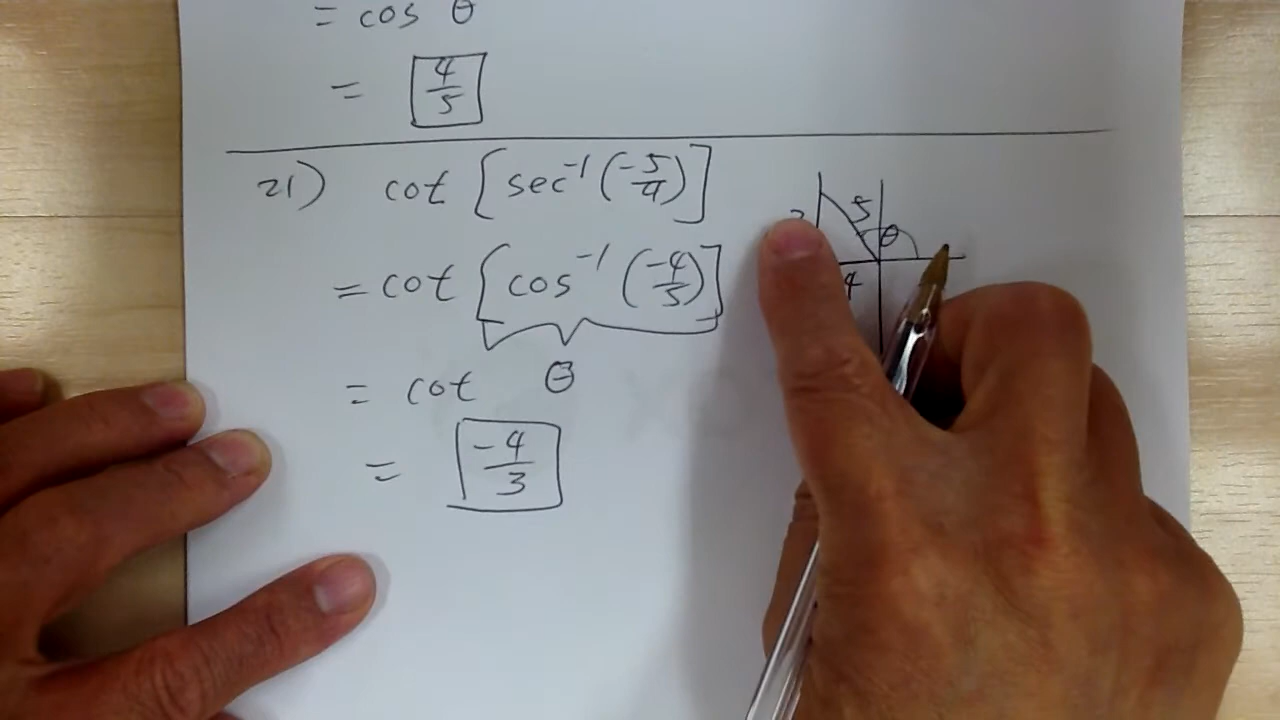 = cos θ
= 4/5
21) cot [sec⁻¹(-5/4)]
= cot [cos⁻¹(-4/5)]
= cot θ
= -4/3
5
θ
4